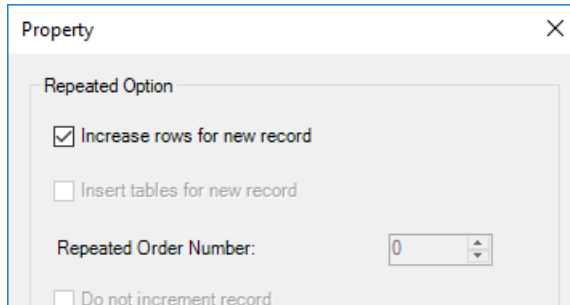 Property
Repeated Option
Increase rows for new record
Insert tables for new record
Repeated Order Number: 0
Do not increment record